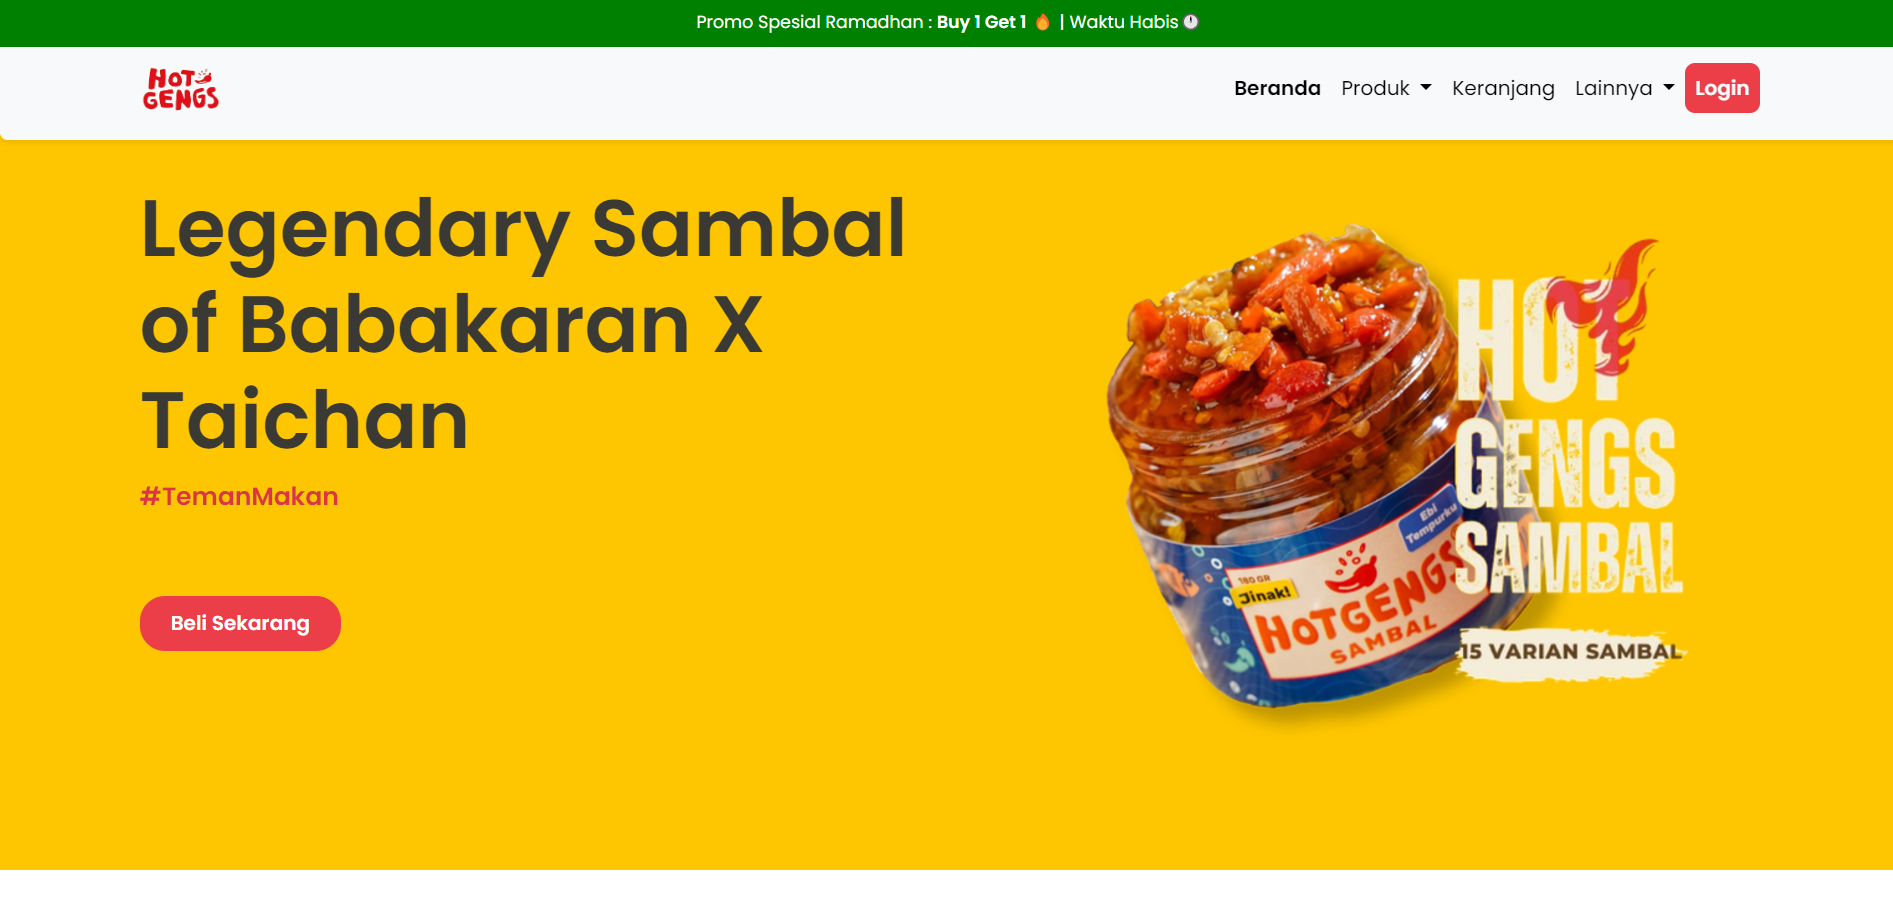 Promo Spesial Ramadhan : Buy 1 Get 1 🔥 | Waktu Habis 🕛
HOT
GENGS
Beranda Produk Keranjang Lainnya Login
Legendary Sambal
of Babakaran X
Taichan
#TemanMakan
Beli Sekarang
Ebi
Tempurku
180 GR
Jinak!
HOTGENGS
SAMBAL
HOT
GENGS
SAMBAL
15 VARIAN SAMBAL